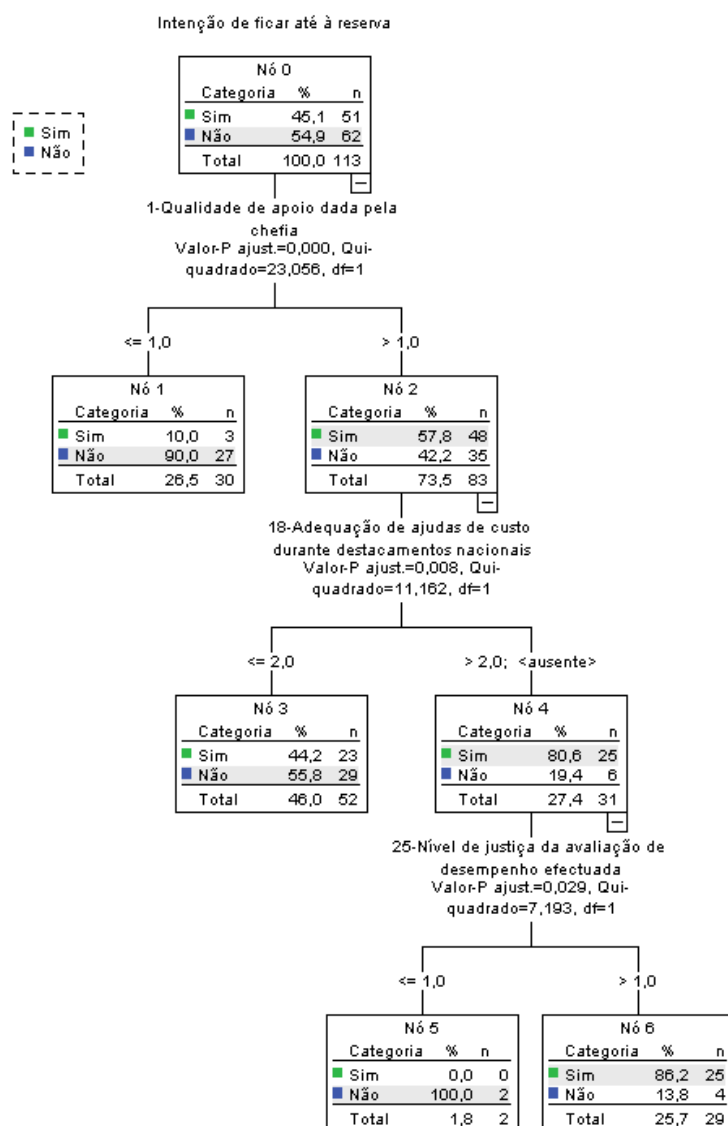 Intenção de ficar até à reserva
Sim
Não
Nó 0
Categoria % n
Sim 45,1 51
Não 54,9 62
Total 100,0 113
1-Qualidade de apoio dada pela
chefia
Valor-P ajust.=0,000, Qui-
quadrado=23,056, df=1
<= 1,0
> 1,0
Nó 1
Categoria % n
Sim 10,0 3
Não 90,0 27
Total 26,5 30
Nó 2
Categoria % n
Sim 57,8 48
Não 42,2 35
Total 73,5 83
18-Adequação de ajudas de custo
durante destacamentos nacionais
Valor-P ajust.=0,008, Qui-
quadrado=11,162, df=1
<= 2,0
> 2,0; <ausente>
Nó 3
Categoria % n
Sim 44,2 23
Não 55,8 29
Total 46,0 52
Nó 4
Categoria % n
Sim 80,6 25
Não 19,4 6
Total 27,4 31
25-Nível de justiça da avaliação de
desempenho efectuada
Valor-P ajust.=0,029, Qui-
quadrado=7,193, df=1
<= 1,0
> 1,0
Nó 5
Categoria % n
Sim 0,0 0
Não 100,0 2
Total 1,8 2
Nó 6
Categoria % n
Sim 86,2 25
Não 13,8 4
Total 25,7 29